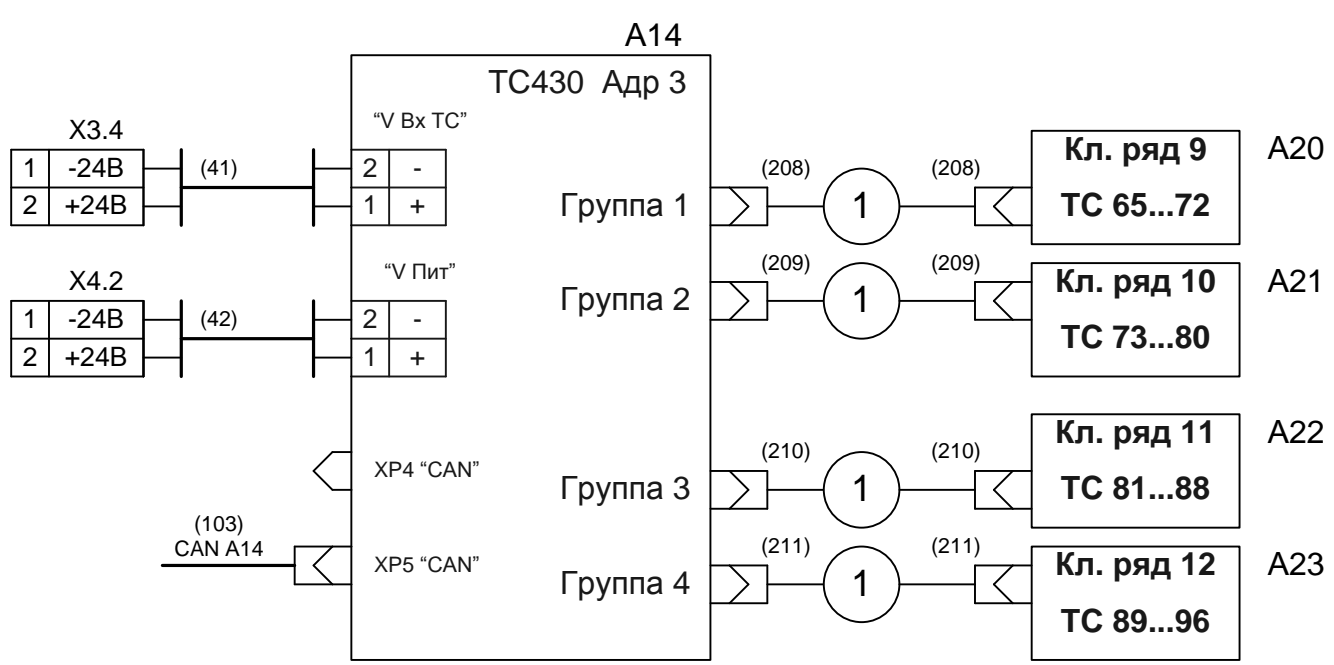 A14
TC430 Адр 3
“V Вх ТС”
X3.4
1 -24В
2 +24В
(41)
2 -
1 +
Группа 1
(208)
1
(208)
Кл. ряд 9
ТС 65...72
A20
“V Пит”
X4.2
1 -24В
2 +24В
(42)
2 -
1 +
Группа 2
(209)
1
(209)
Кл. ряд 10
ТС 73...80
A21
XP4 “CAN”
Группа 3
(210)
1
(210)
Кл. ряд 11
ТС 81...88
A22
(103)
CAN A14
XP5 “CAN”
Группа 4
(211)
1
(211)
Кл. ряд 12
ТС 89...96
A23